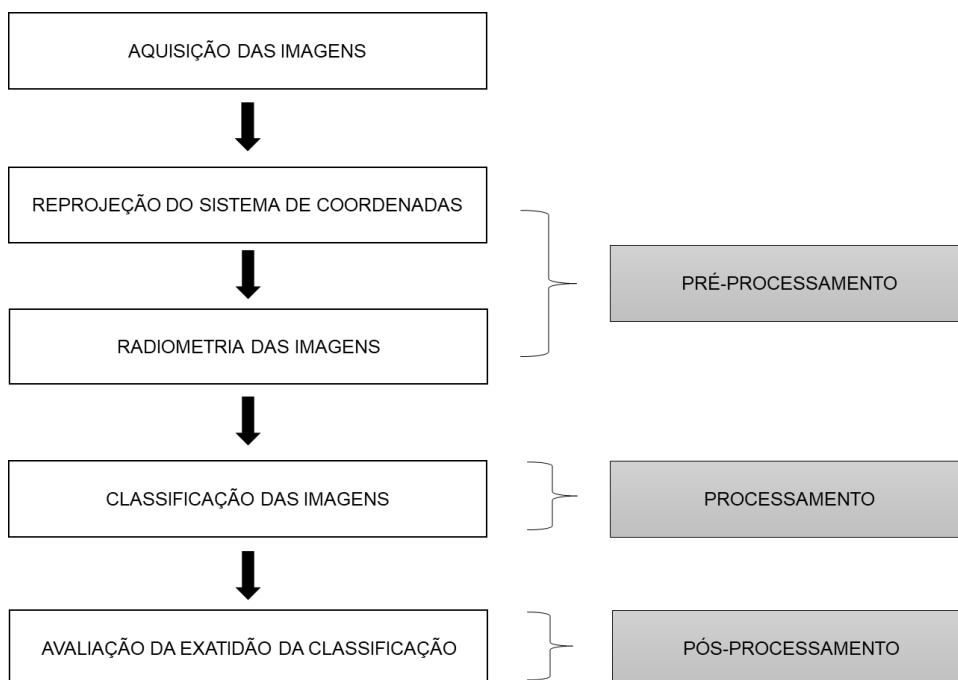 AQUISIÇÃO DAS IMAGENS
REPROJEÇÃO DO SISTEMA DE COORDENADAS
PRÉ-PROCESSAMENTO
RADIOMETRIA DAS IMAGENS
CLASSIFICAÇÃO DAS IMAGENS
PROCESSAMENTO
AVALIAÇÃO DA EXATIDÃO DA CLASSIFICAÇÃO
PÓS-PROCESSAMENTO